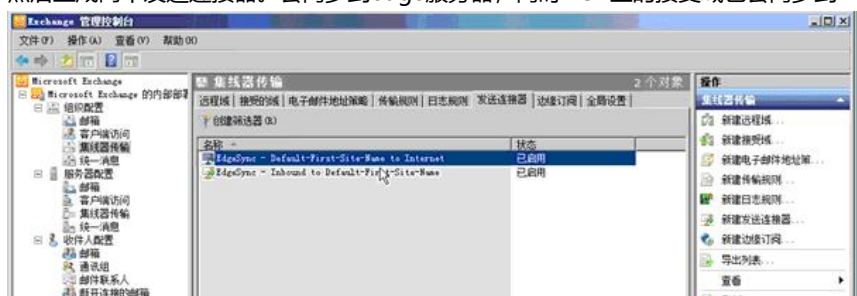 Exchange 管理控制台
文件(F) 操作(A) 查看(V) 帮助(H)
Microsoft Exchange
Microsoft Exchange 的内部部署
组织配置
邮箱
客户端访问
集线器传输
统一消息
服务器配置
邮箱
客户端访问
集线器传输
统一消息
收件人配置
邮箱
通讯组
邮件联系人
断开连接的邮箱
集线器传输 2 个对象
远程域 接受的域 电子邮件地址策略 传输规则 日志规则 发送连接器 边缘订阅 全局设置
创建筛选器(R)
名称 状态
EdgeSync - Default-First-Site-Name to Internet 已启用
EdgeSync - Inbound to Default-First-Site-Name 已启用
操作
集线器传输
新建远程域...
新建接受域...
新建电子邮件地址策...
新建传输规则...
新建日志规则...
新建发送连接器...
新建边缘订阅...
导出列表...
查看